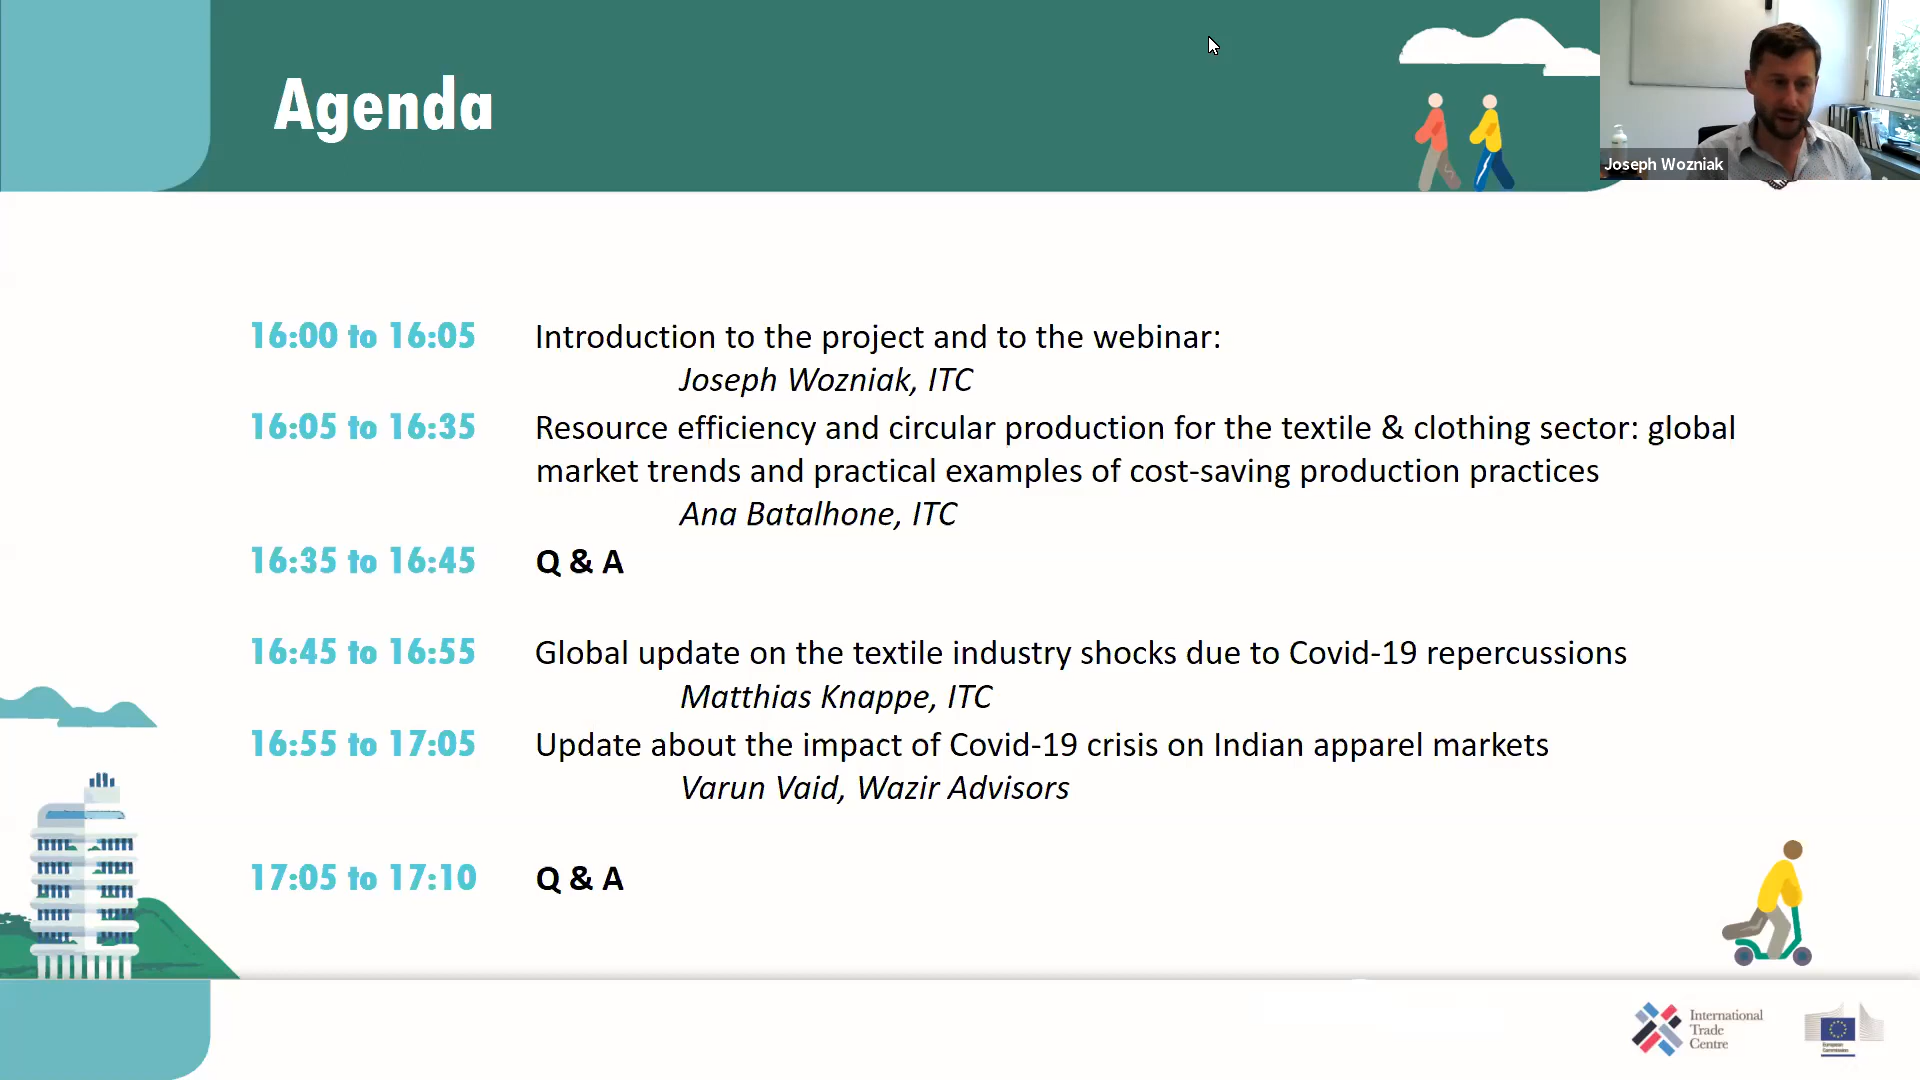 Agenda
Joseph Wozniak
16:00 to 16:05 Introduction to the project and to the webinar:
Joseph Wozniak, ITC
16:05 to 16:35 Resource efficiency and circular production for the textile & clothing sector: global
market trends and practical examples of cost-saving production practices
Ana Batalhone, ITC
16:35 to 16:45 Q & A
16:45 to 16:55 Global update on the textile industry shocks due to Covid-19 repercussions
Matthias Knappe, ITC
16:55 to 17:05 Update about the impact of Covid-19 crisis on Indian apparel markets
Varun Vaid, Wazir Advisors
17:05 to 17:10 Q & A
International
Trade
Centre
European
Commission